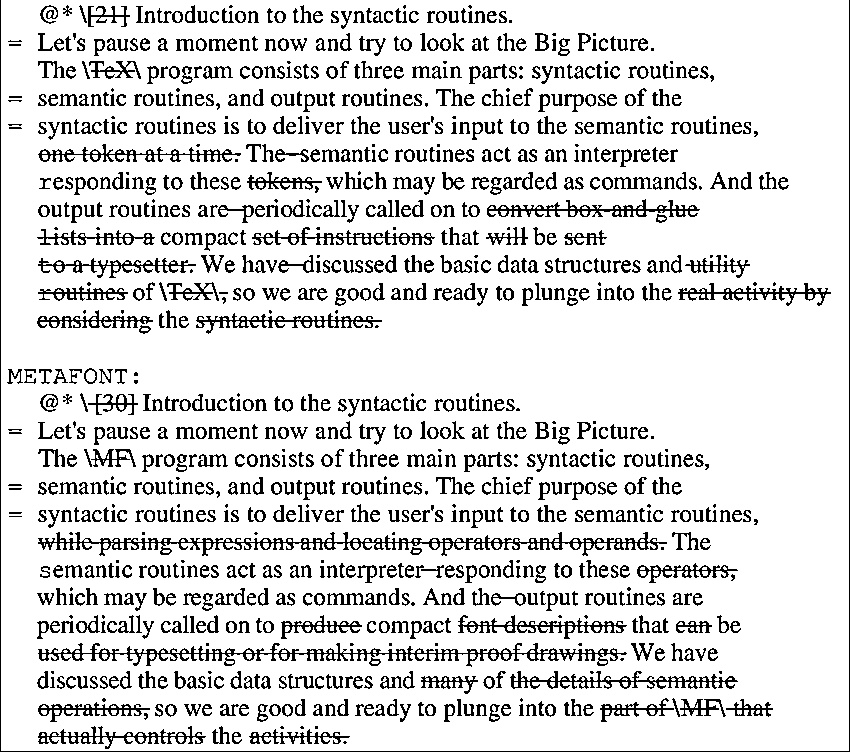 @* \[21] Introduction to the syntactic routines.
= Let's pause a moment now and try to look at the Big Picture.
The \TeX\ program consists of three main parts: syntactic routines,
= semantic routines, and output routines. The chief purpose of the
= syntactic routines is to deliver the user's input to the semantic routines,
one token at a time. The semantic routines act as an interpreter
responding to these tokens, which may be regarded as commands. And the
output routines are periodically called on to convert box-and-glue
lists into a compact set of instructions that will be sent
to a typesetter. We have discussed the basic data structures and utility
routines of \TeX\, so we are good and ready to plunge into the real activity by
considering the syntactic routines.
METAFONT:
@* \[30] Introduction to the syntactic routines.
= Let's pause a moment now and try to look at the Big Picture.
The \MF\ program consists of three main parts: syntactic routines,
= semantic routines, and output routines. The chief purpose of the
= syntactic routines is to deliver the user's input to the semantic routines,
while parsing expressions and locating operators and operands. The
semantic routines act as an interpreter responding to these operators,
which may be regarded as commands. And the output routines are
periodically called on to produce compact font descriptions that can be
used for typesetting or for making interim proof drawings. We have
discussed the basic data structures and many of the details of semantic
operations, so we are good and ready to plunge into the part of \MF\ that
actually controls the activities.